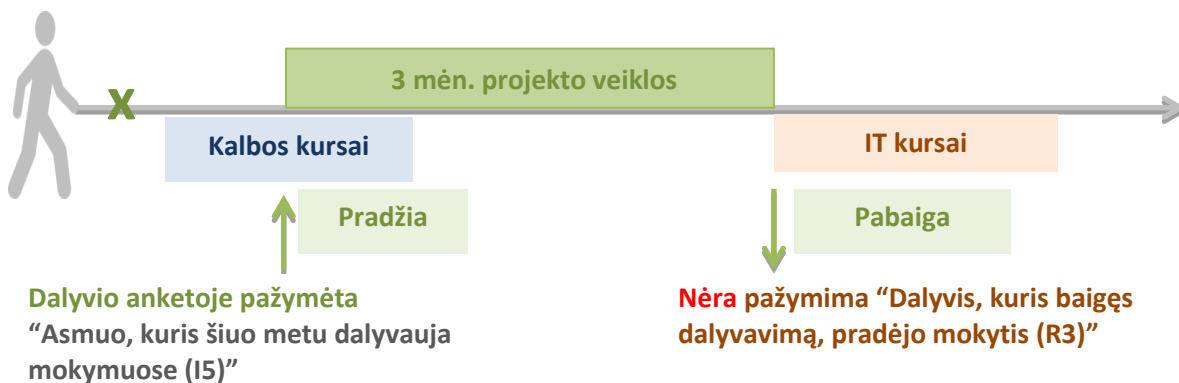 3 mėn. projekto veiklos
X
Kalbos kursai
IT kursai
Pradžia
Pabaiga
Dalyvio anketoje pažymėta
“Asmuo, kuris šiuo metu dalyvauja
mokymuose (I5)”
Nėra pažymima “Dalyvis, kuris baigęs
dalyvavimą, pradėjo mokytis (R3)”